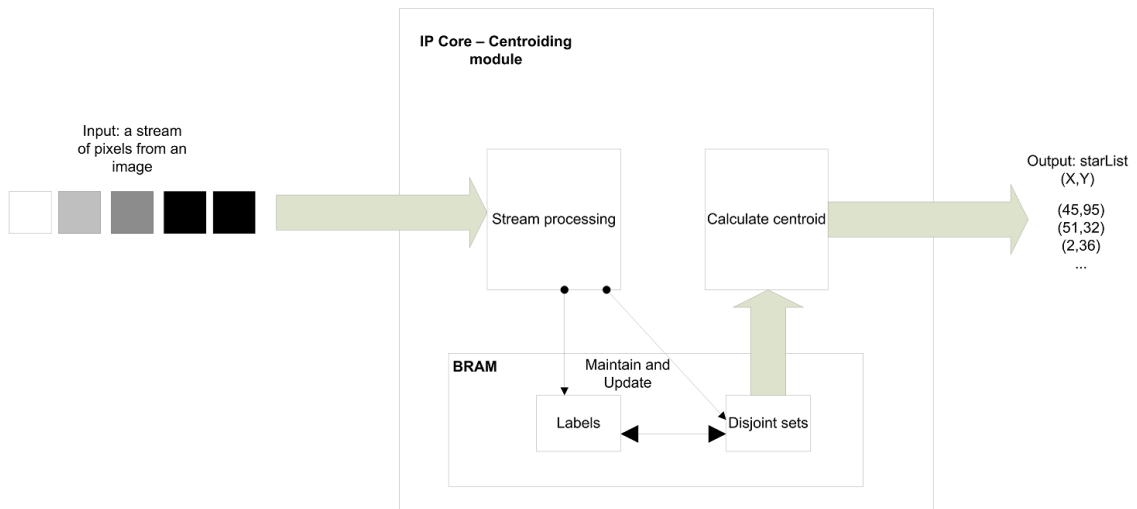 IP Core – Centroiding
module
Input: a stream
of pixels from an
image
Stream processing
Calculate centroid
Output: starList
(X,Y)
(45,95)
(51,32)
(2,36)
...
BRAM
Maintain and
Update
Labels
Disjoint sets